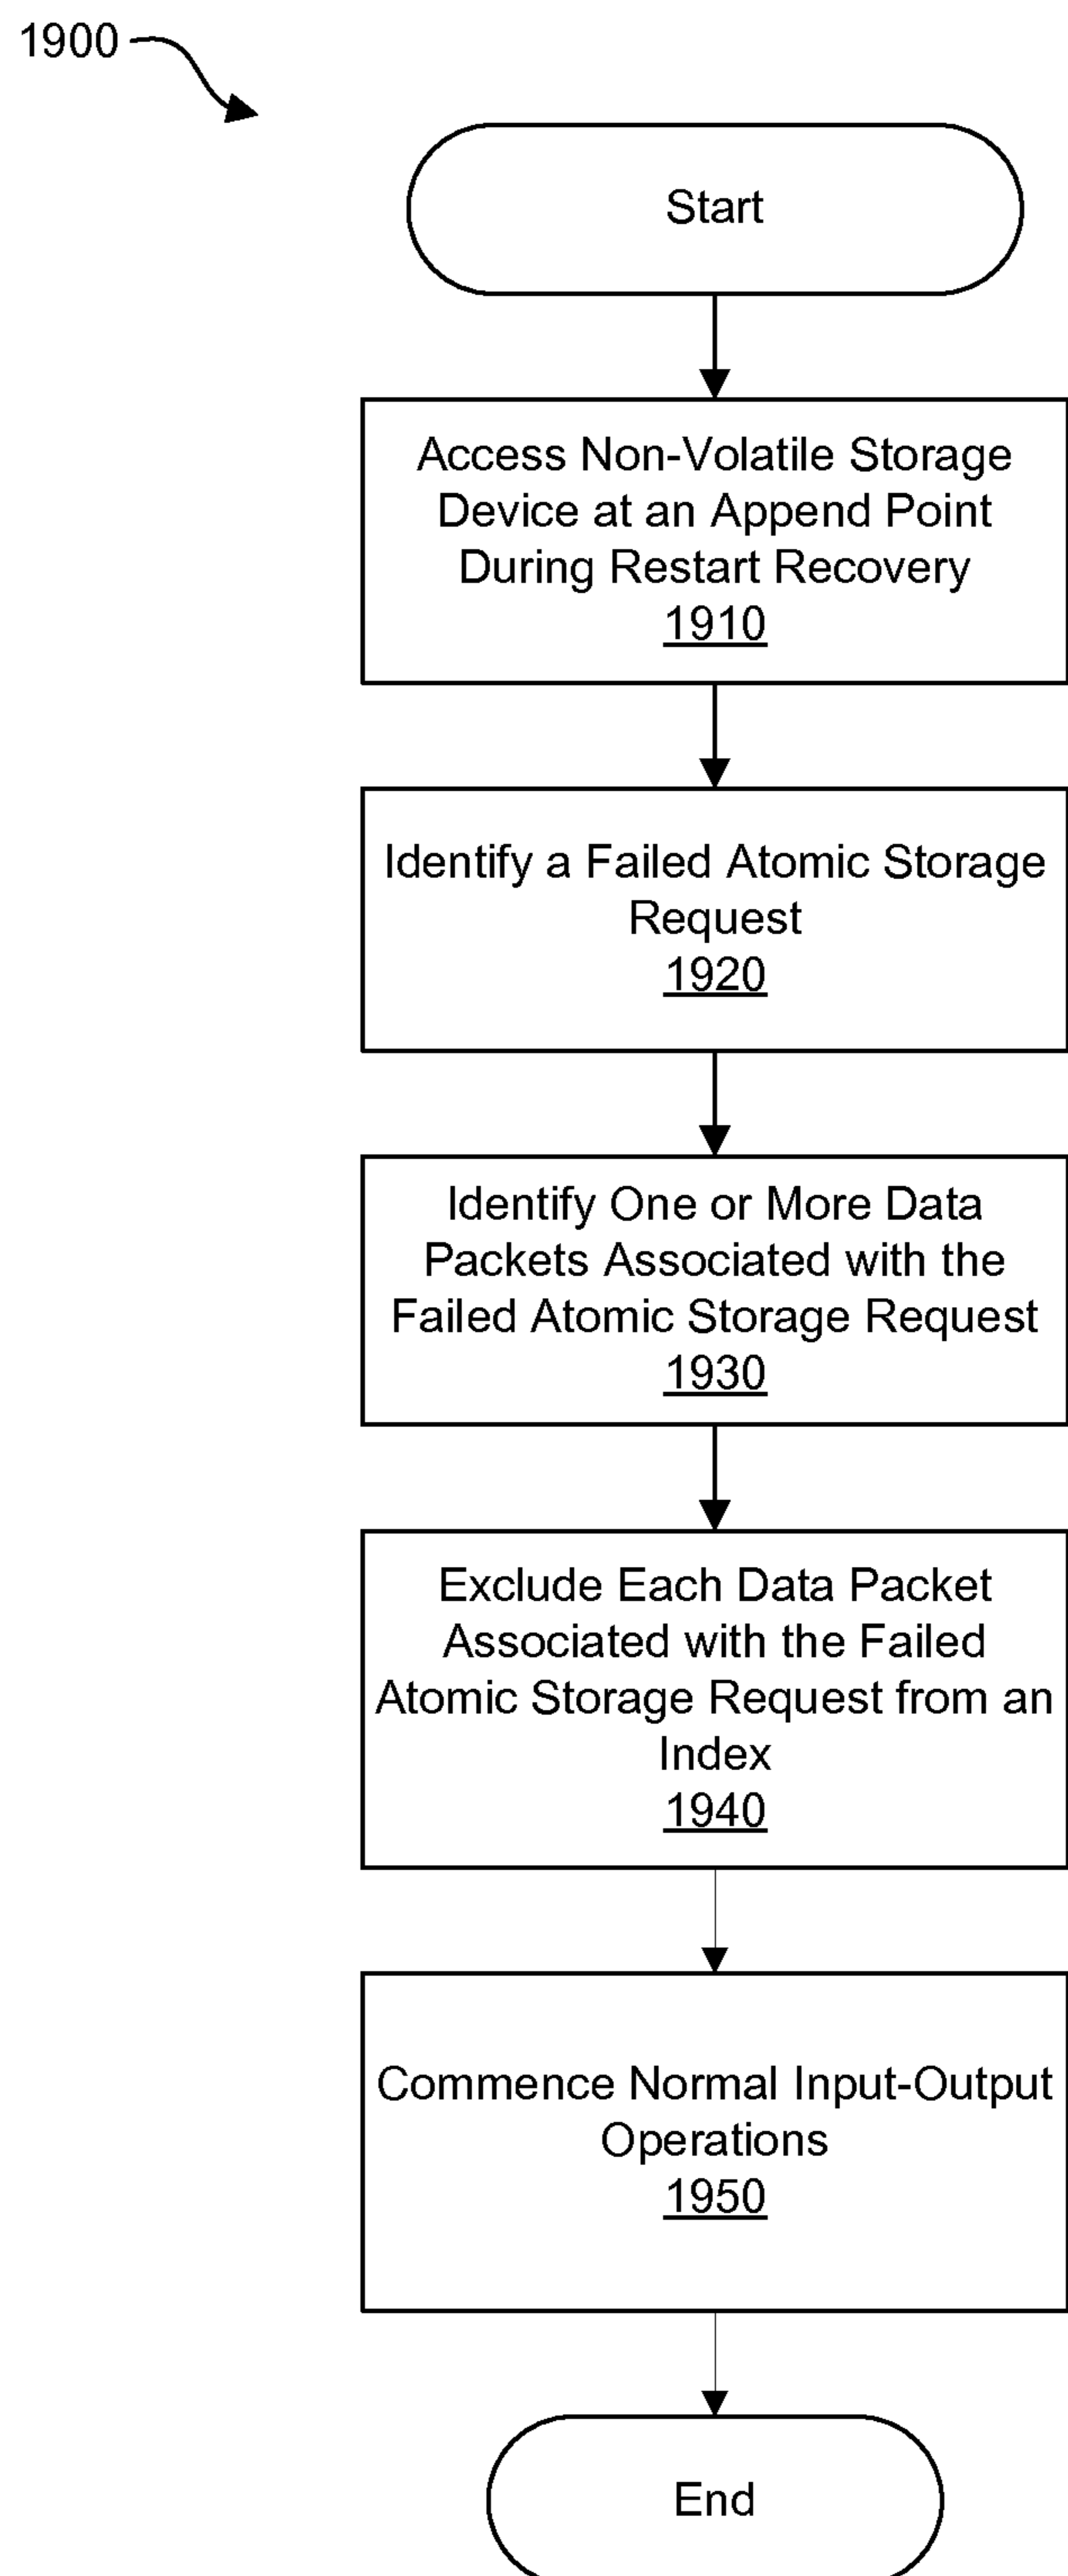 1900
Start
Access Non-Volatile Storage
Device at an Append Point
During Restart Recovery
1910
Identify a Failed Atomic Storage
Request
1920
Identify One or More Data
Packets Associated with the
Failed Atomic Storage Request
1930
Exclude Each Data Packet
Associated with the Failed
Atomic Storage Request from an
Index
1940
Commence Normal Input-Output
Operations
1950
End